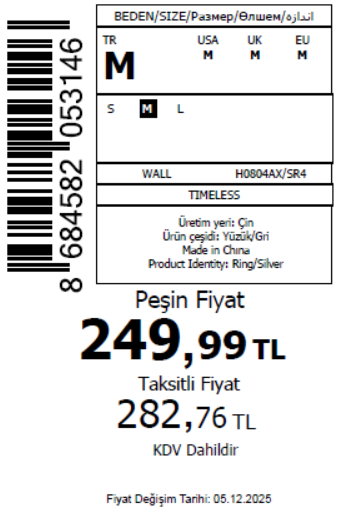 BEDEN/SIZE/Размер/Өлшем/اندازه
TR USA UK EU
M M M M
S M L
WALL H0804AX/SR4
TIMELESS
Üretim yeri: Çin
Ürün çeşidi: Yüzük/Gri
Made in China
Product Identity: Ring/Silver
8 684582 053146
Peşin Fiyat
249,99 TL
Taksitli Fiyat
282,76 TL
KDV Dahildir
Fiyat Değişim Tarihi: 05.12.2025